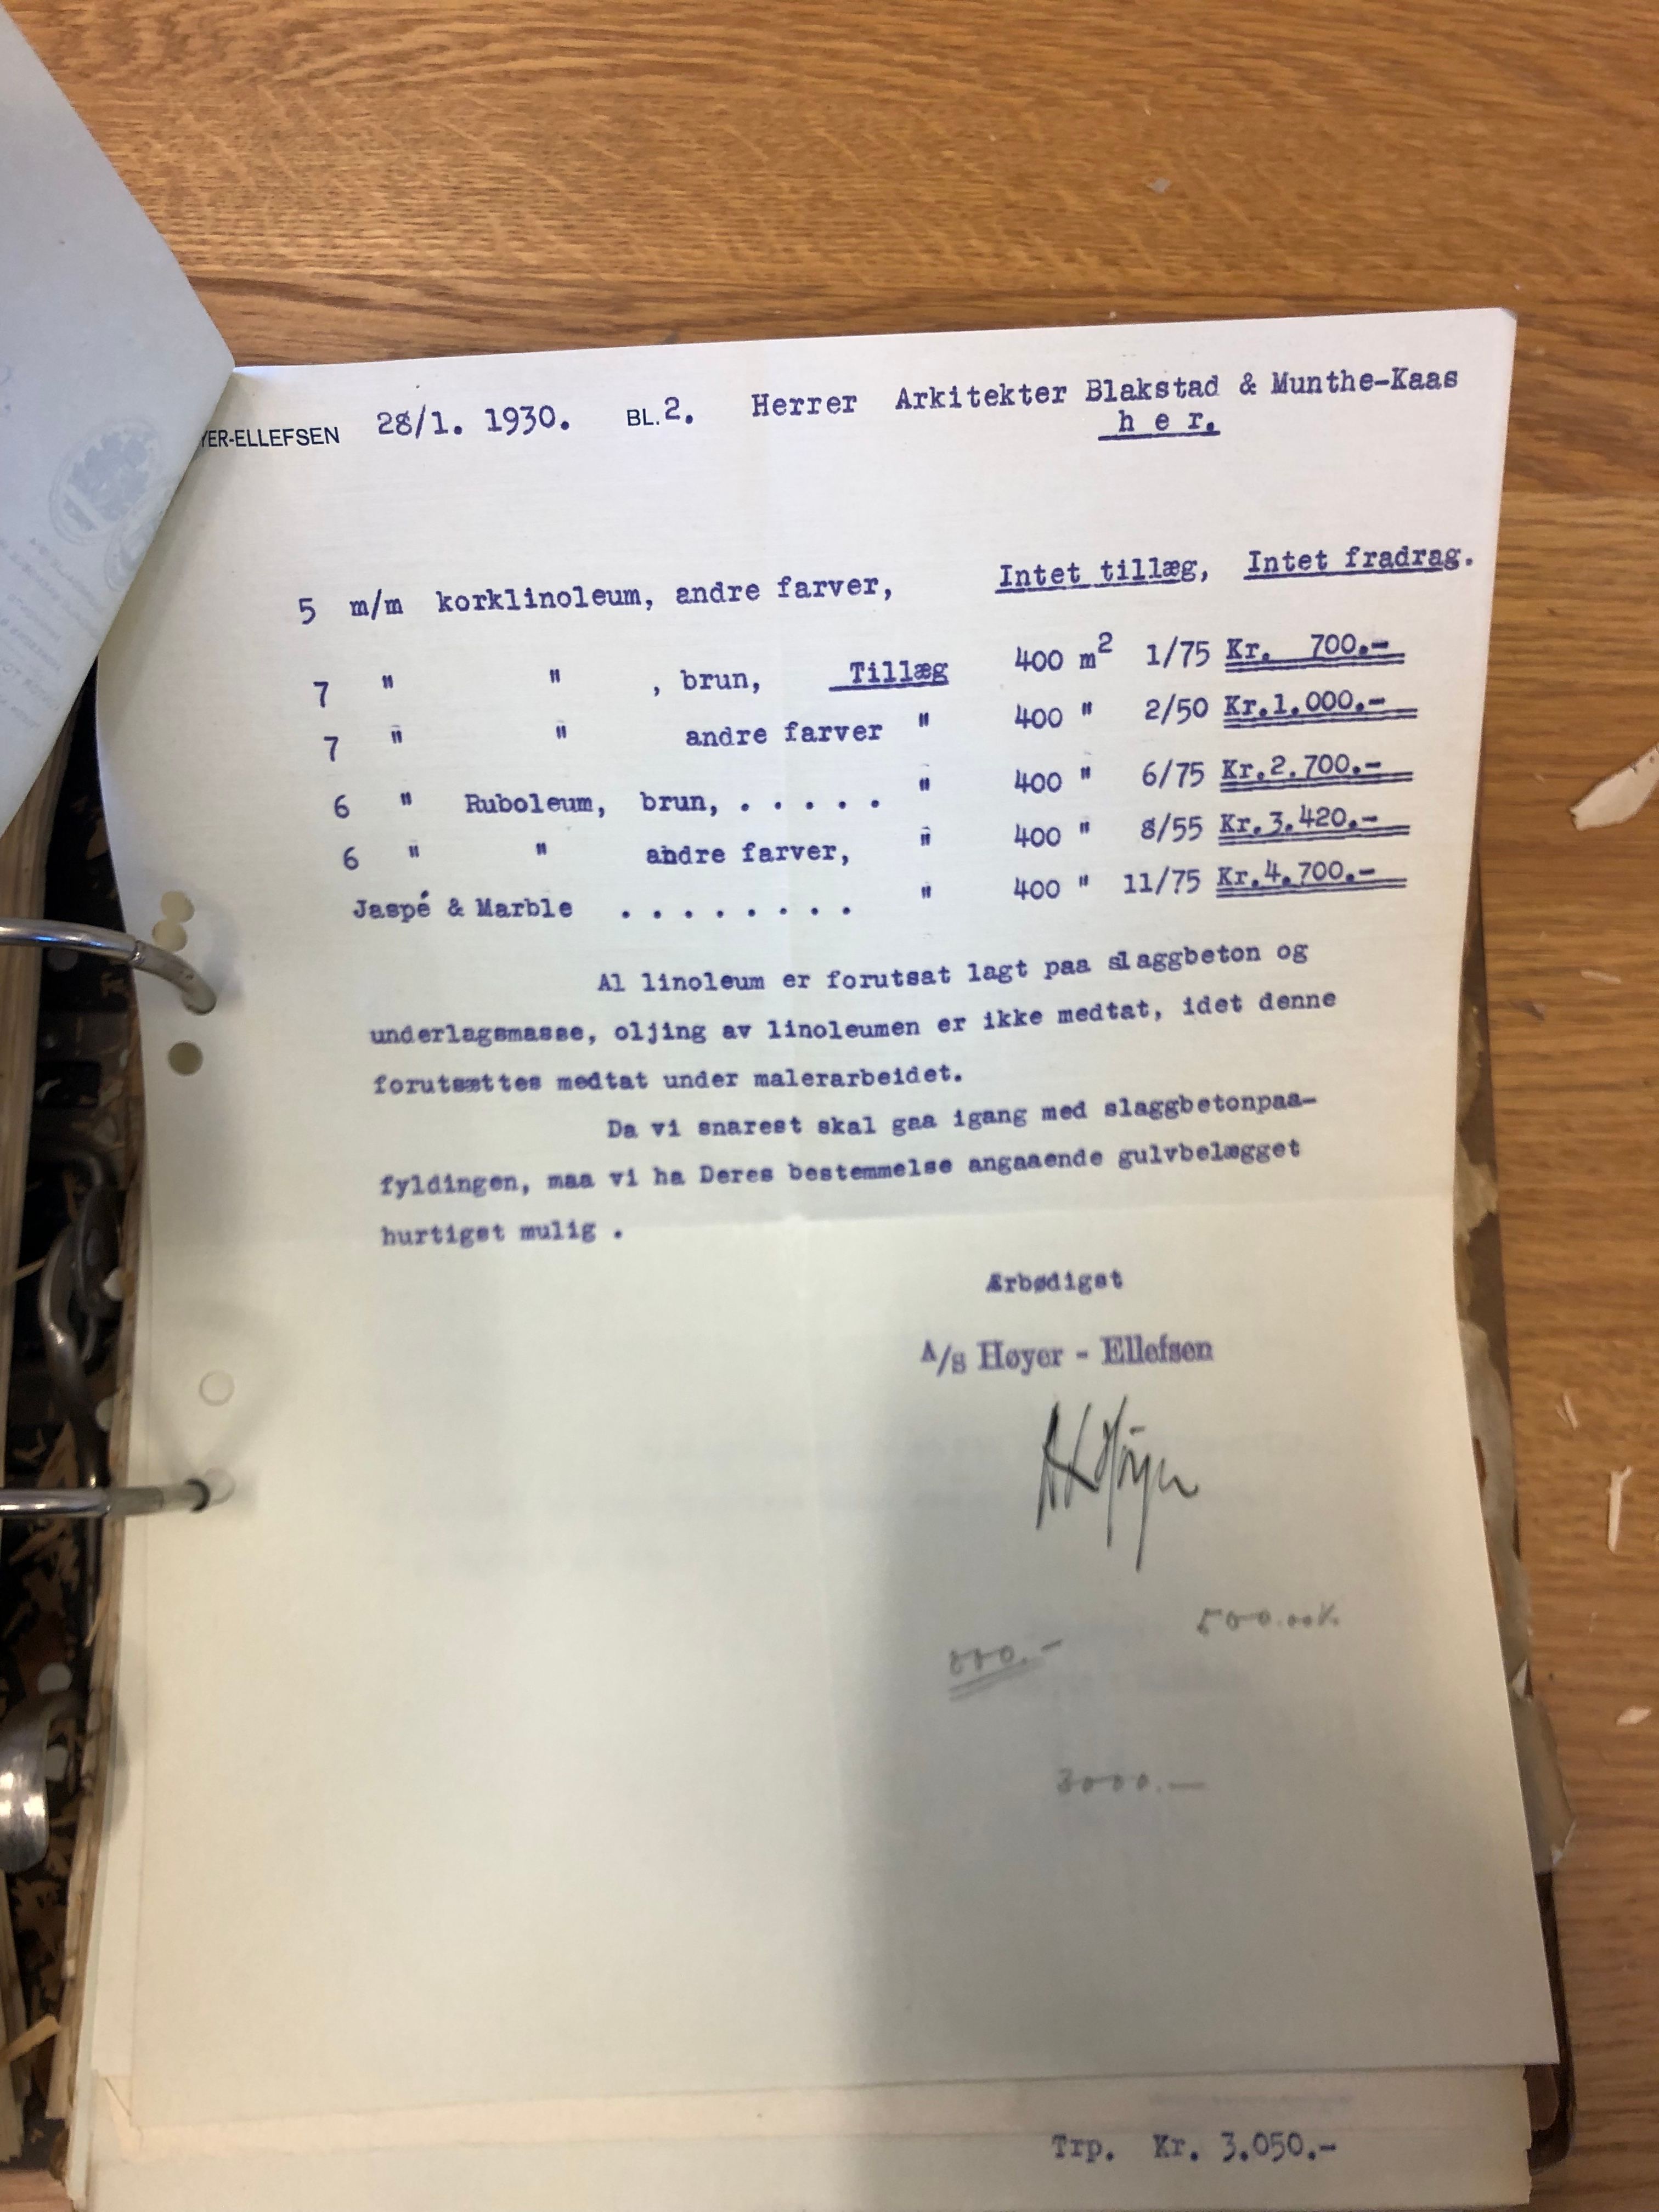 YER-ELLEFSEN 28/1. 1930. BL. 2. Herrer Arkitekter Blakstad & Munthe-Kaas
h e r.
5 m/m korklinoleum, andre farver, Intet tillæg, Intet fradrag.
7 " " , brun, Tillæg 400 m2 1/75 Kr. 700.-
7 " " andre farver " 400 " 2/50 Kr.1.000.-
6 " Ruboleum, brun, . . . . . " 400 " 6/75 Kr.2.700.-
6 " " andre farver, " 400 " 8/55 Kr.3.420.-
Jaspé & Marble . . . . . . . . " 400 " 11/75 Kr.4.700.-
Al linoleum er forutsat lagt paa slaggbeton og
underlagsmasse, oljing av linoleumen er ikke medtat, idet denne
forutsættes medtat under malerarbeidet.
Da vi snarest skal gaa igang med slaggbetonpaa-
fyldingen, maa vi ha Deres bestemmelse angaaende gulvbelægget
hurtigst mulig .
Ærbødigst
A/s Høyer - Ellefsen
3000.-
Trp. Kr. 3.050.-